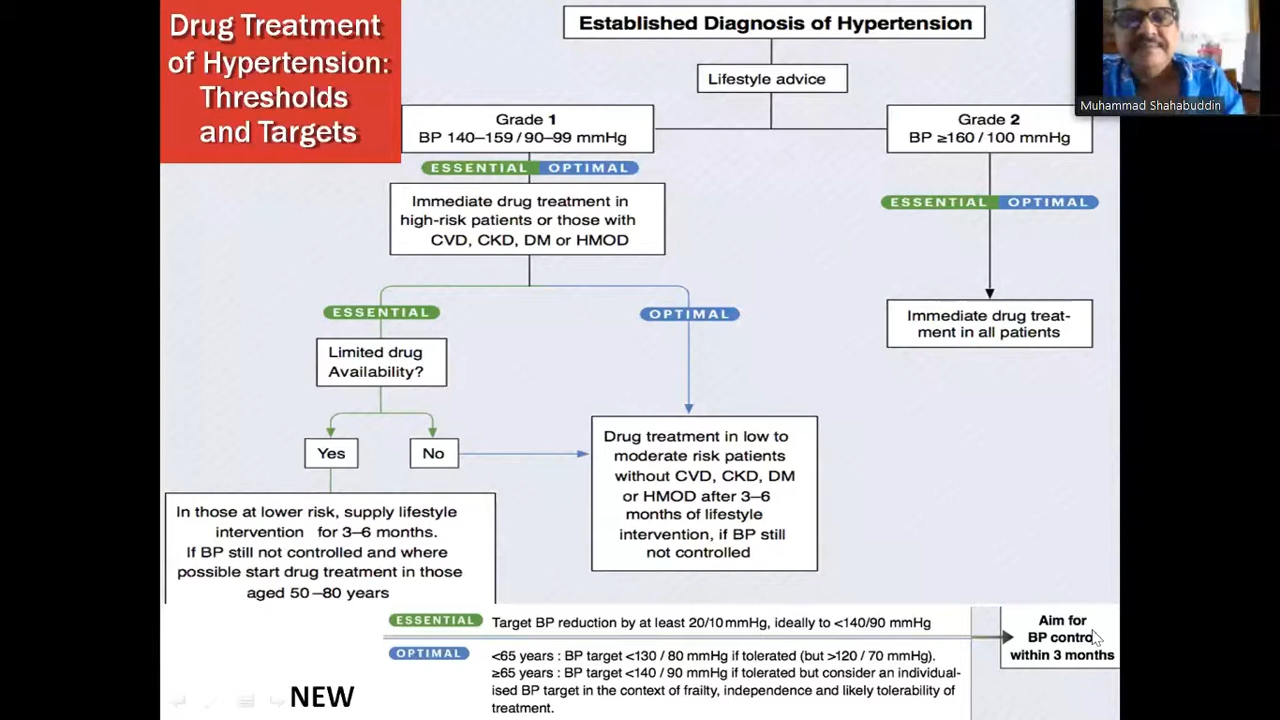 Drug Treatment
of Hypertension:
Thresholds
and Targets
Established Diagnosis of Hypertension
Muhammad Shahabuddin
Lifestyle advice
Grade 1
BP 140–159 / 90–99 mmHg
Grade 2
BP ≥160 / 100 mmHg
ESSENTIAL OPTIMAL
Immediate drug treatment in
high-risk patients or those with
CVD, CKD, DM or HMOD
ESSENTIAL OPTIMAL
Immediate drug treat-
ment in all patients
ESSENTIAL
OPTIMAL
Limited drug
Availability?
Yes
No
Drug treatment in low to
moderate risk patients
without CVD, CKD, DM
or HMOD after 3–6
months of lifestyle
intervention, if BP still
not controlled
In those at lower risk, supply lifestyle
intervention for 3–6 months.
If BP still not controlled and where
possible start drug treatment in those
aged 50–80 years
ESSENTIAL Target BP reduction by at least 20/10 mmHg, ideally to <140/90 mmHg
OPTIMAL <65 years : BP target <130 / 80 mmHg if tolerated (but >120 / 70 mmHg).
≥65 years : BP target <140 / 90 mmHg if tolerated but consider an individual-
ised BP target in the context of frailty, independence and likely tolerability of
treatment.
Aim for
BP control
within 3 months
NEW